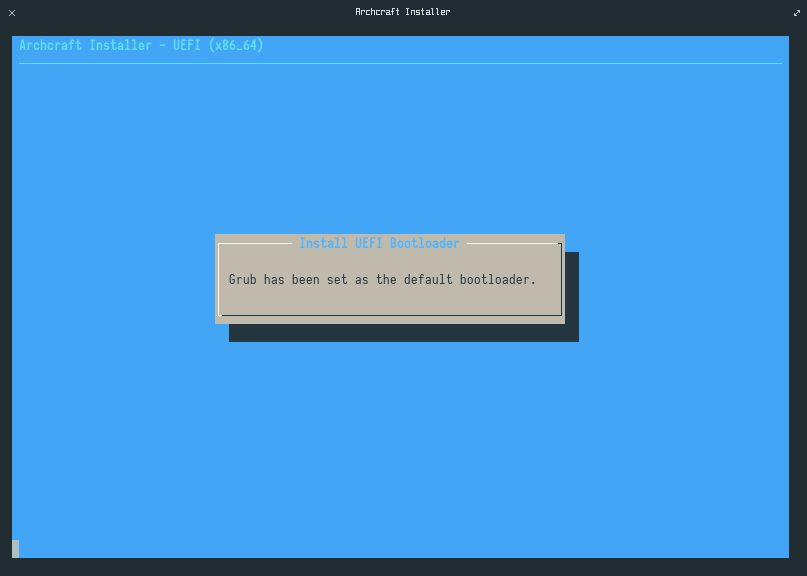 Archcraft Installer
Archcraft Installer - UEFI (x86_64)
Install UEFI Bootloader
Grub has been set as the default bootloader.